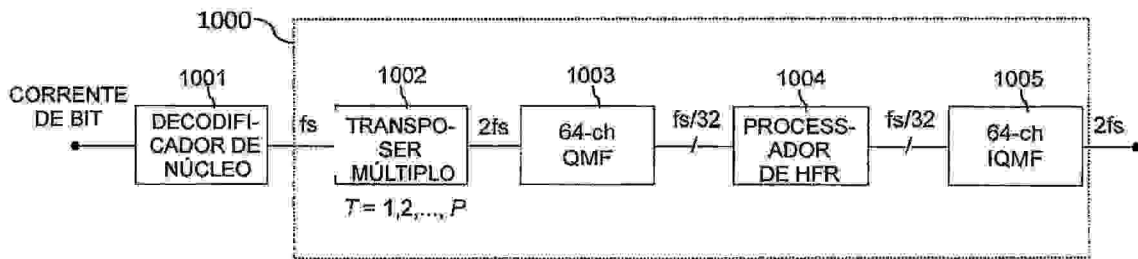 1000
CORRENTE
DE BIT
1001
DECODIFI-
CADOR DE
NÚCLEO
fs
1002
TRANSPO-
SER
MÚLTIPLO
T = 1,2,..., P
2fs
1003
64-ch
QMF
fs/32
1004
PROCESS-
ADOR
DE HFR
fs/32
1005
64-ch
IQMF
2fs